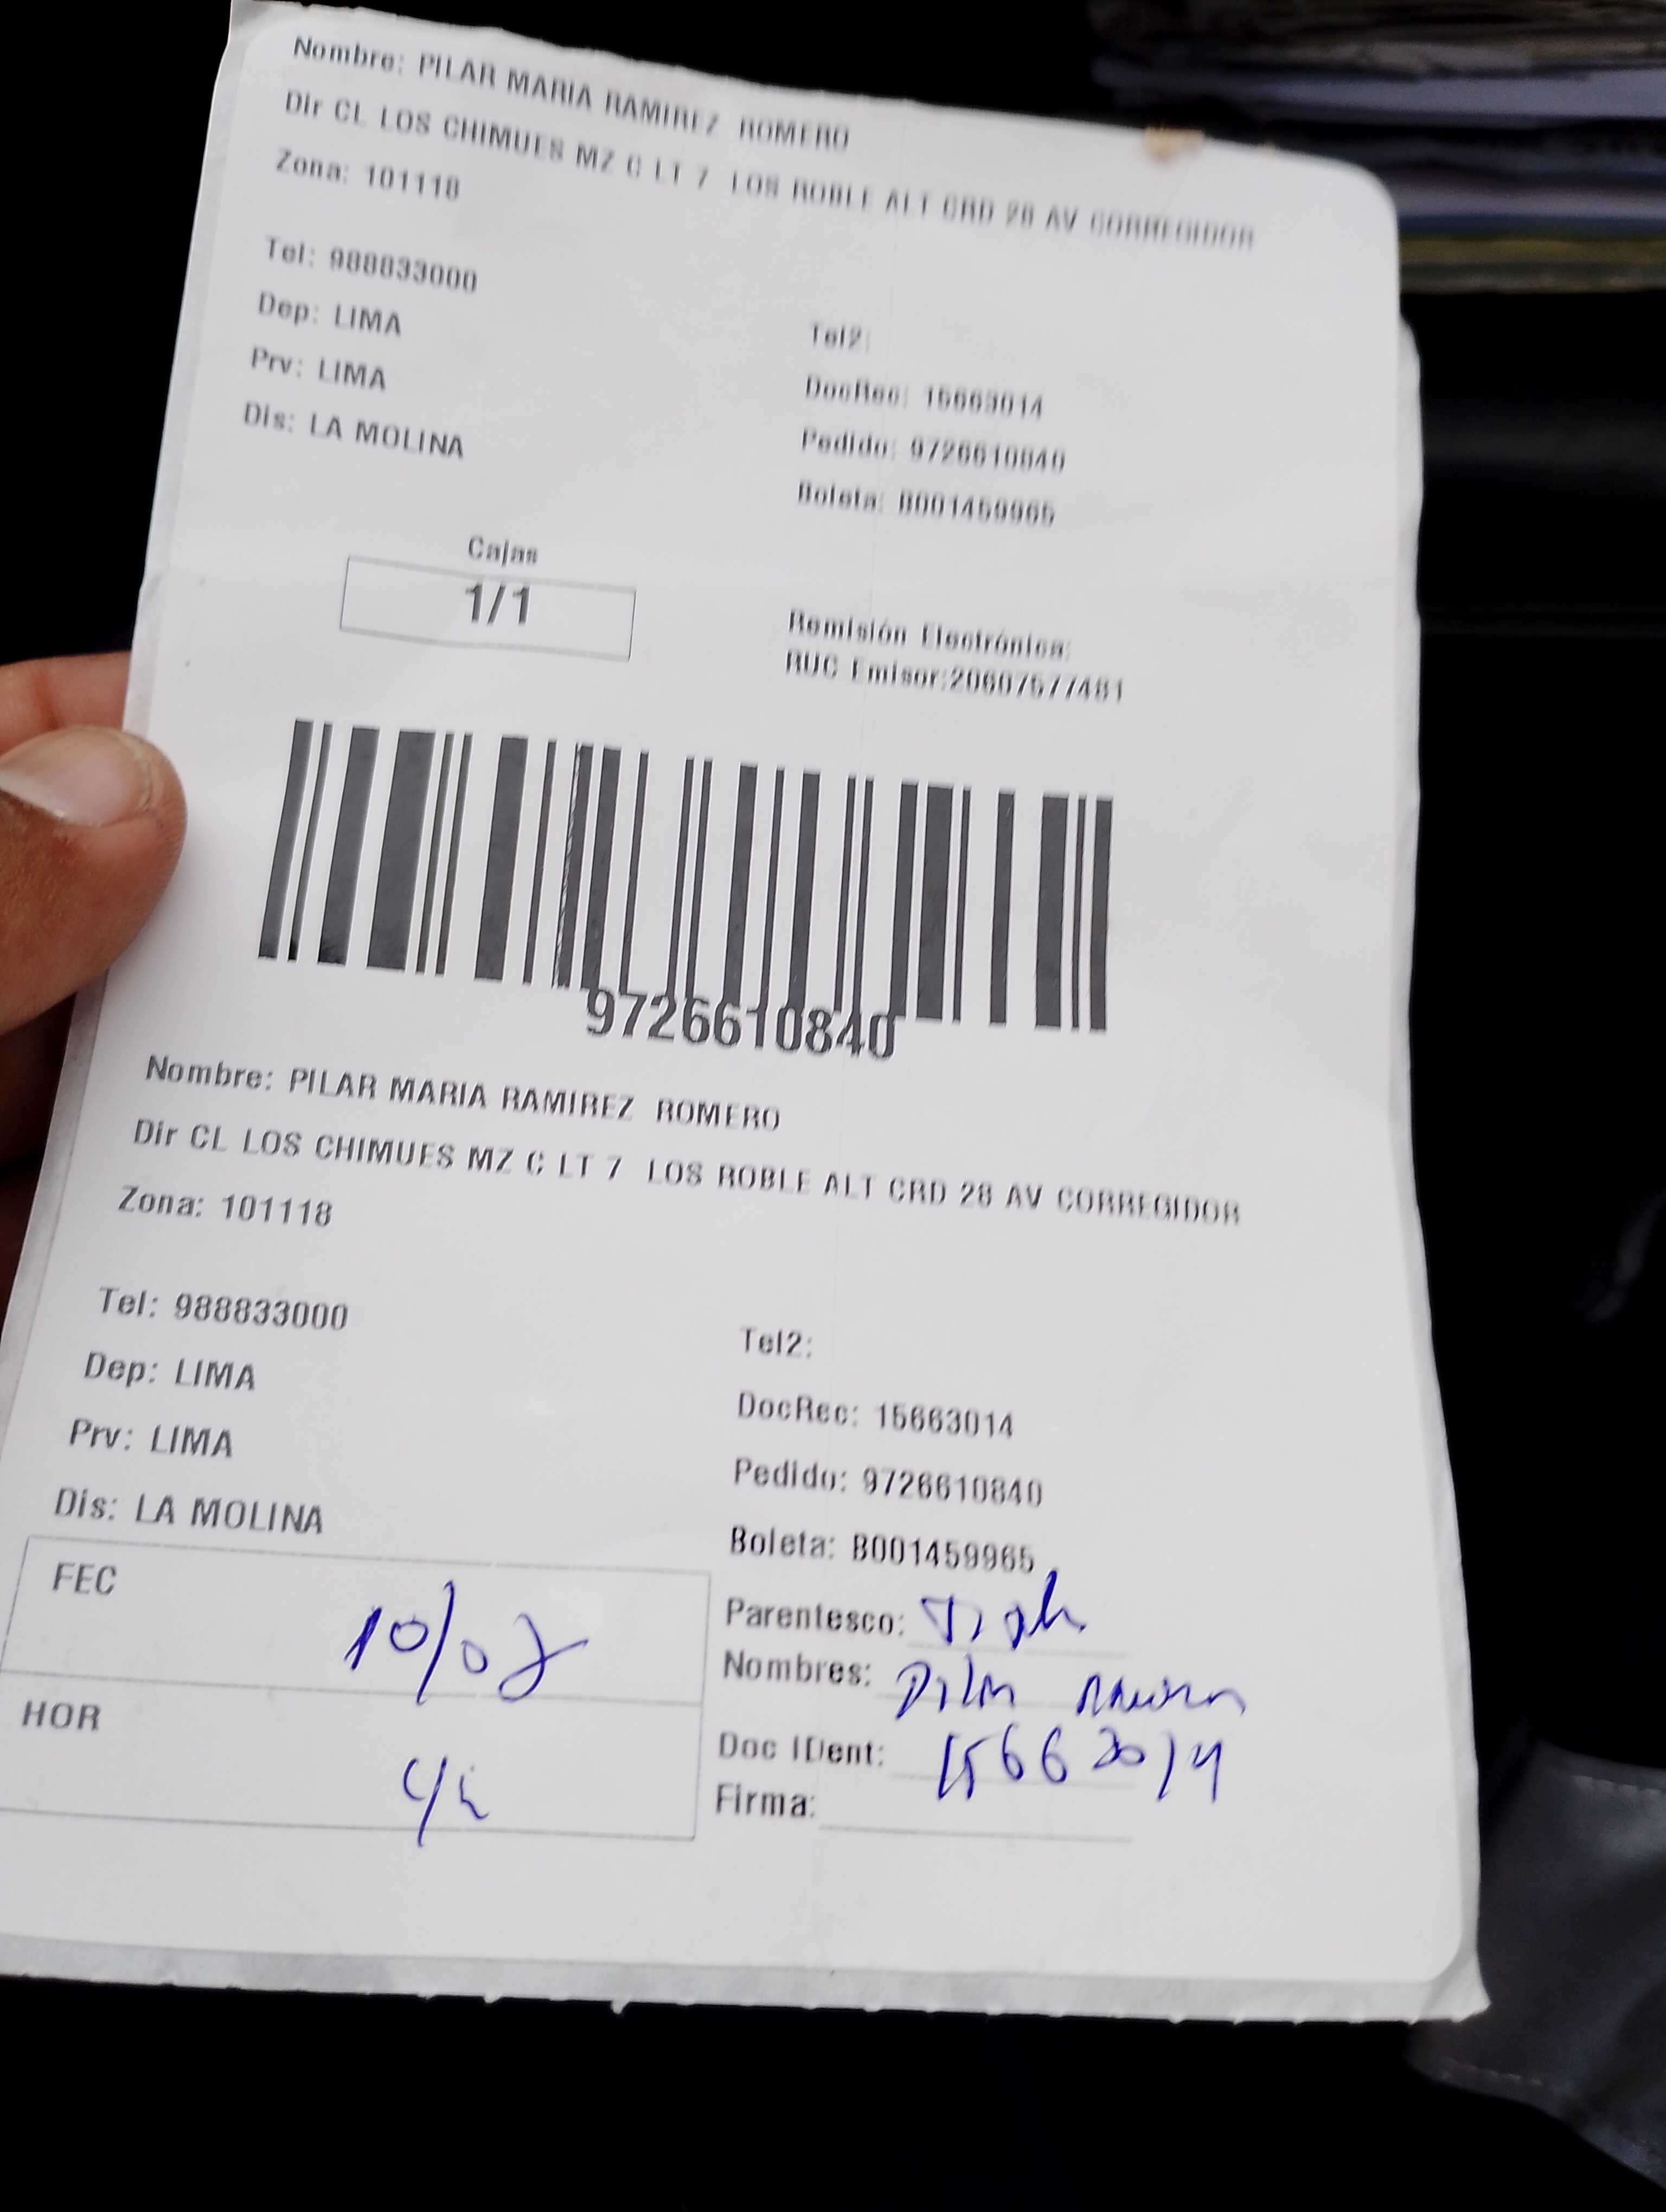 Nombre: PILAR MARIA RAMIREZ ROMERO
Dir CL LOS CHIMUES MZ C LT 7 LOS ROBLE ALT CRD 28 AV CORREGIDOR
Zona: 101118
Tel: 988833000
Tel2:
Dep: LIMA
DocRec: 15663014
Prv: LIMA
Pedido: 9726610840
Dis: LA MOLINA
Boleta: B001459965
Cajas
1/1
Remisión Electrónica:
RUC Emisor:20607577481
9726610840
Nombre: PILAR MARIA RAMIREZ ROMERO
Dir CL LOS CHIMUES MZ C LT 7 LOS ROBLE ALT CRD 28 AV CORREGIDOR
Zona: 101118
Tel: 988833000
Tel2:
Dep: LIMA
DocRec: 15663014
Prv: LIMA
Pedido: 9726610840
Dis: LA MOLINA
Boleta: B001459965
FEC
Parentesco:
Nombres: Pilar
HOR
Doc IDent: 15663014
Firma: